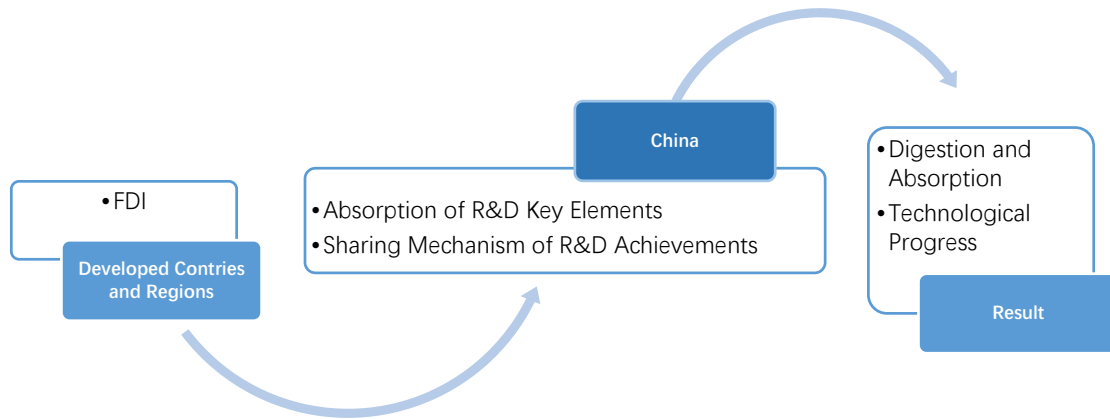 •FDI
Developed Contries
and Regions
China
•Absorption of R&D Key Elements
•Sharing Mechanism of R&D Achievements
•Digestion and
Absorption
•Technological
Progress
Result